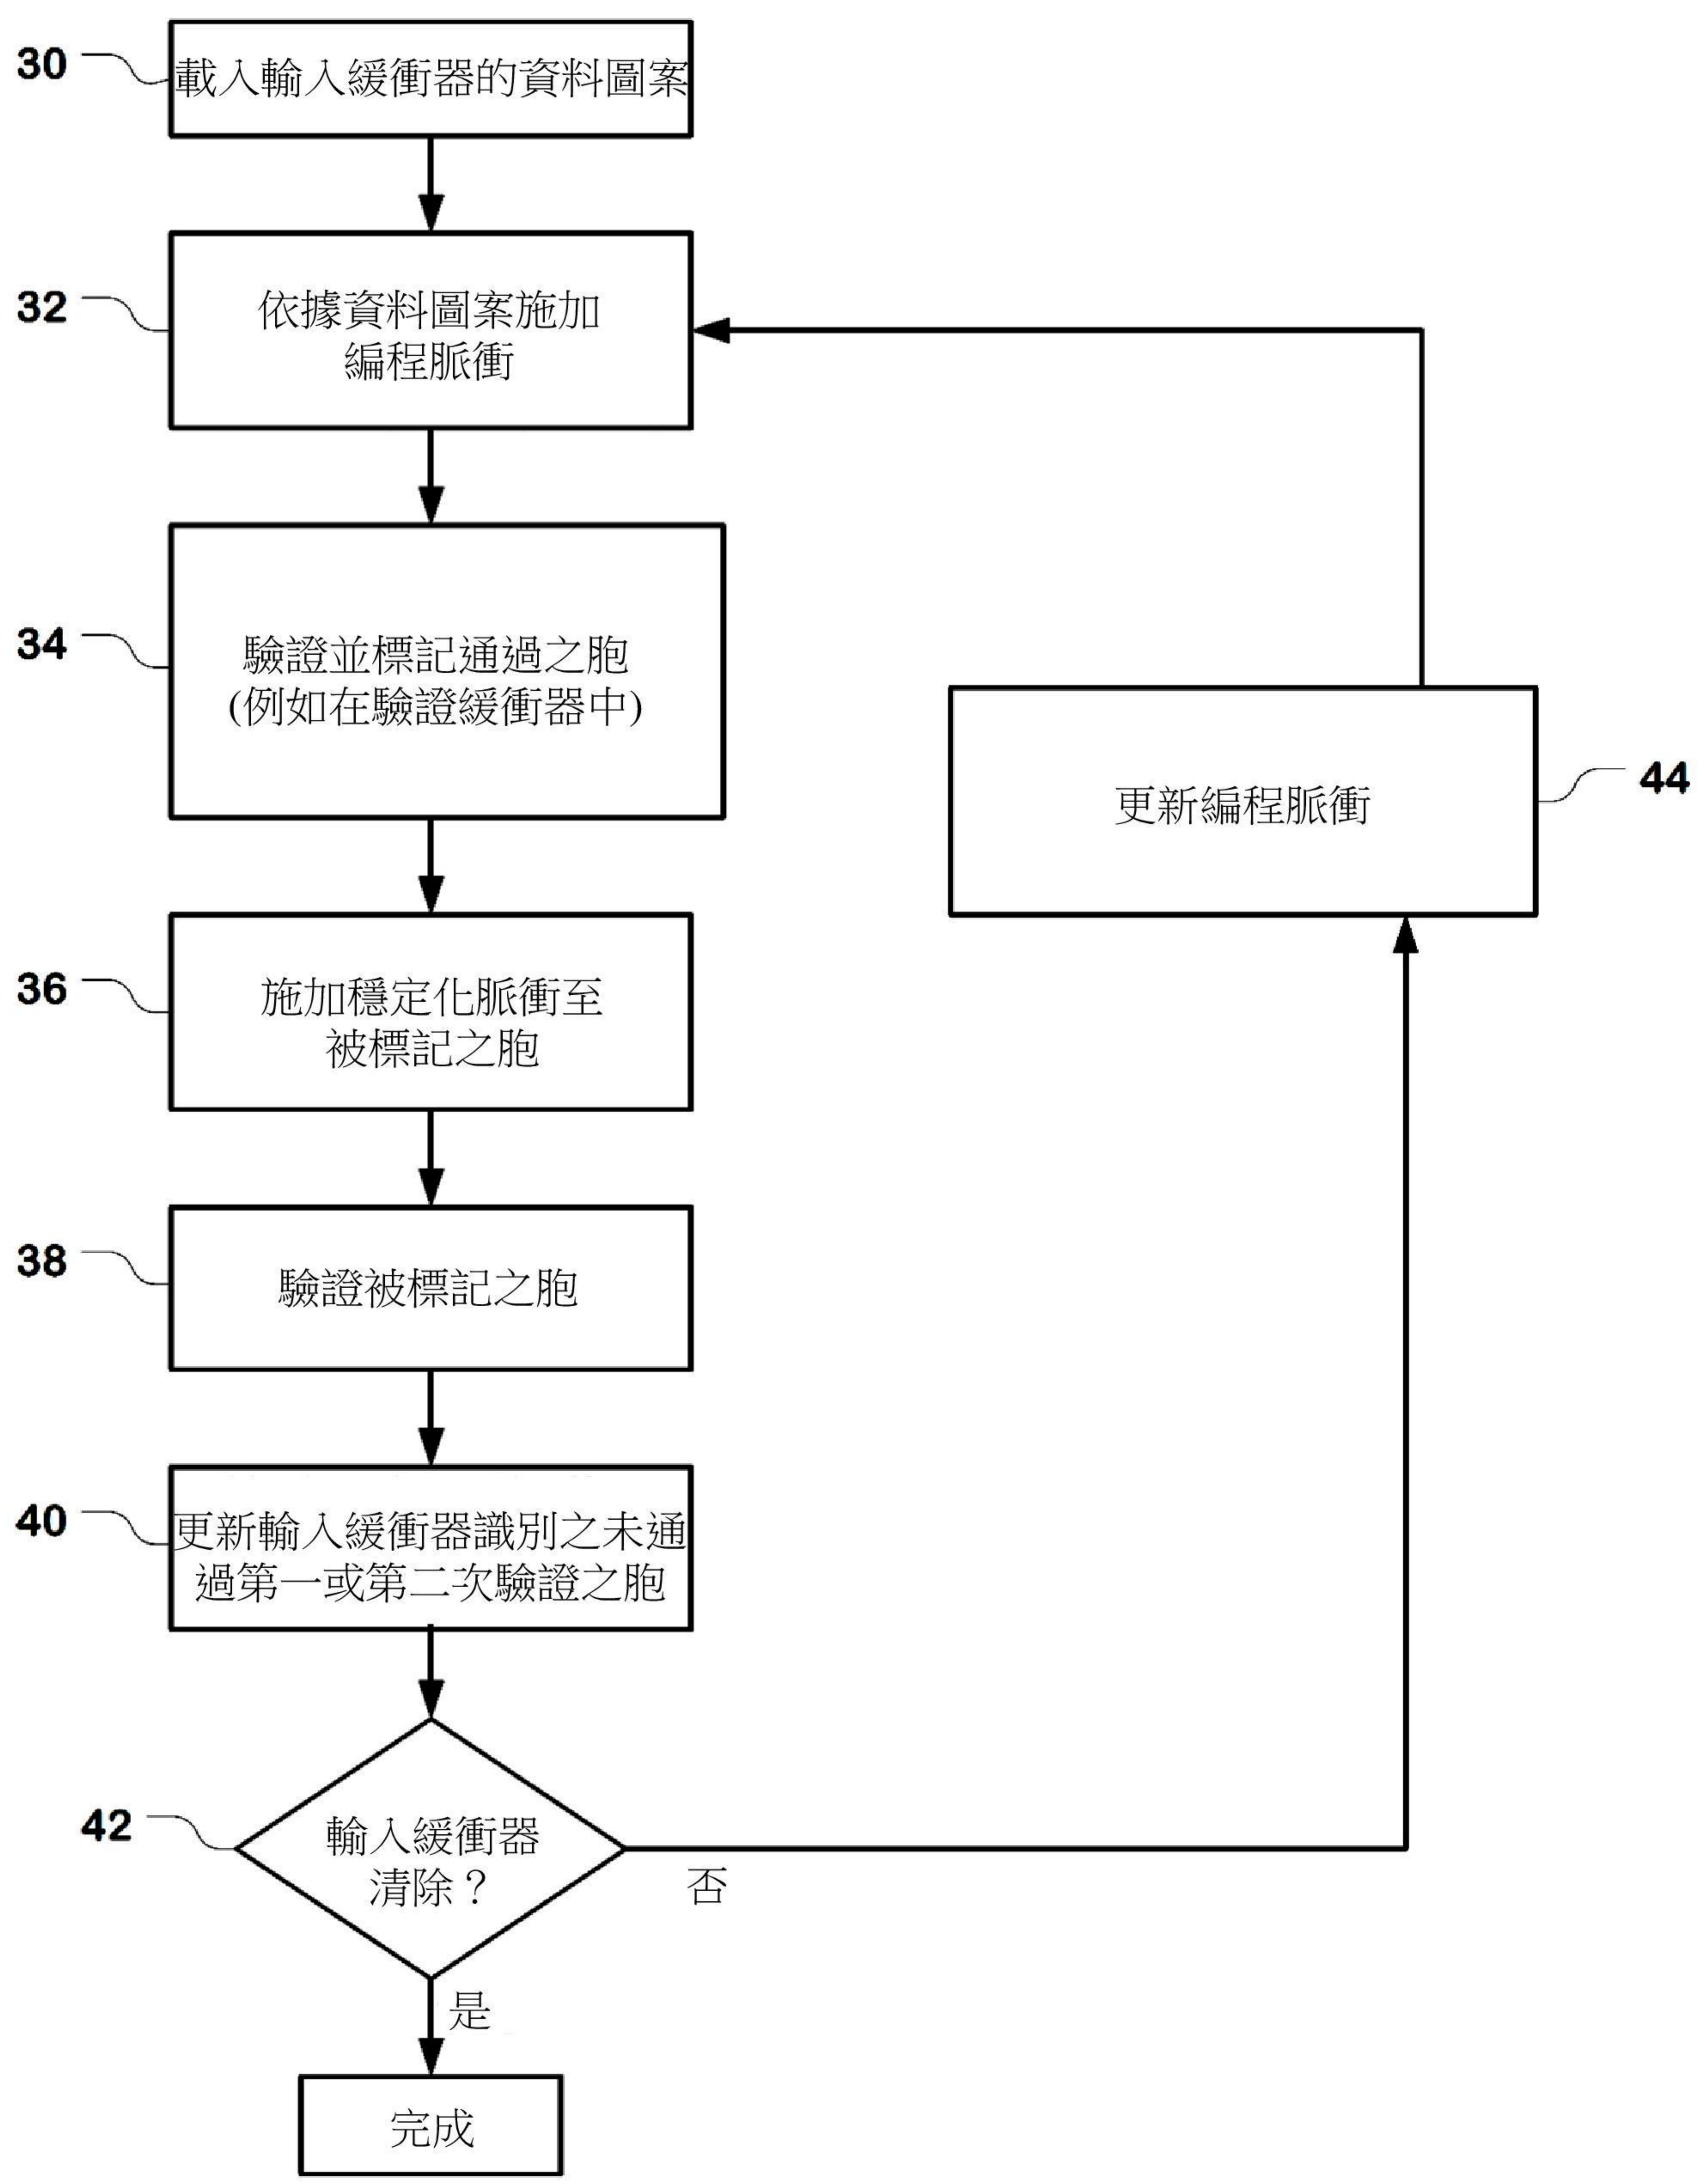 30
載入輸入緩衝器的資料圖案
32
依據資料圖案施加
編程脈衝
34
驗證並標記通過之胞
(例如在驗證緩衝器中)
44
更新編程脈衝
36
施加穩定化脈衝至
被標記之胞
38
驗證被標記之胞
40
更新輸入緩衝器識別之未通
過第一或第二次驗證之胞
42
輸入緩衝器
清除？
否
是
完成